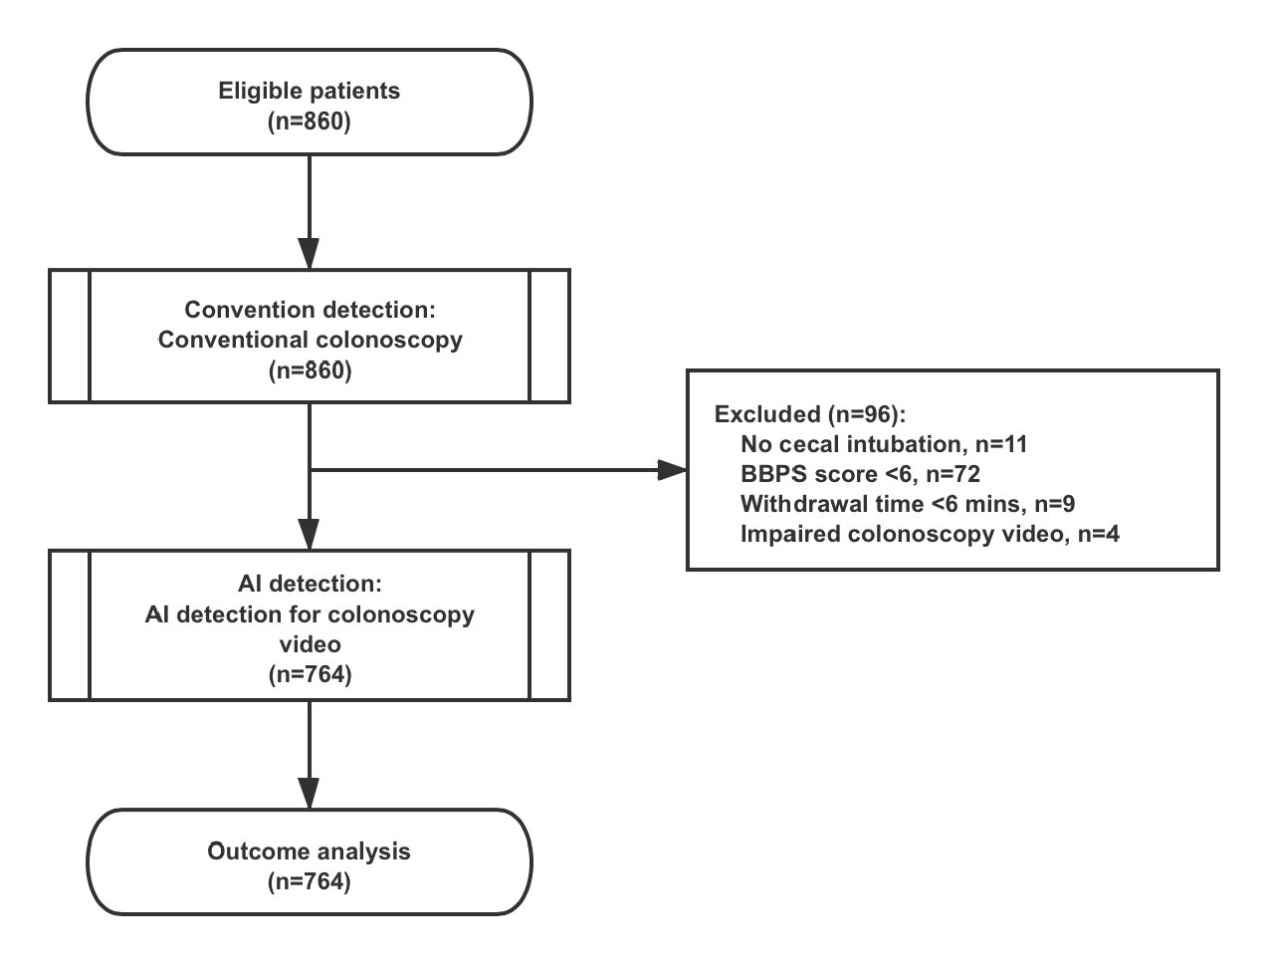 Eligible patients
(n=860)
Convention detection:
Conventional colonoscopy
(n=860)
Excluded (n=96):
No cecal intubation, n=11
BBPS score <6, n=72
Withdrawal time <6 mins, n=9
Impaired colonoscopy video, n=4
AI detection:
AI detection for colonoscopy
video
(n=764)
Outcome analysis
(n=764)